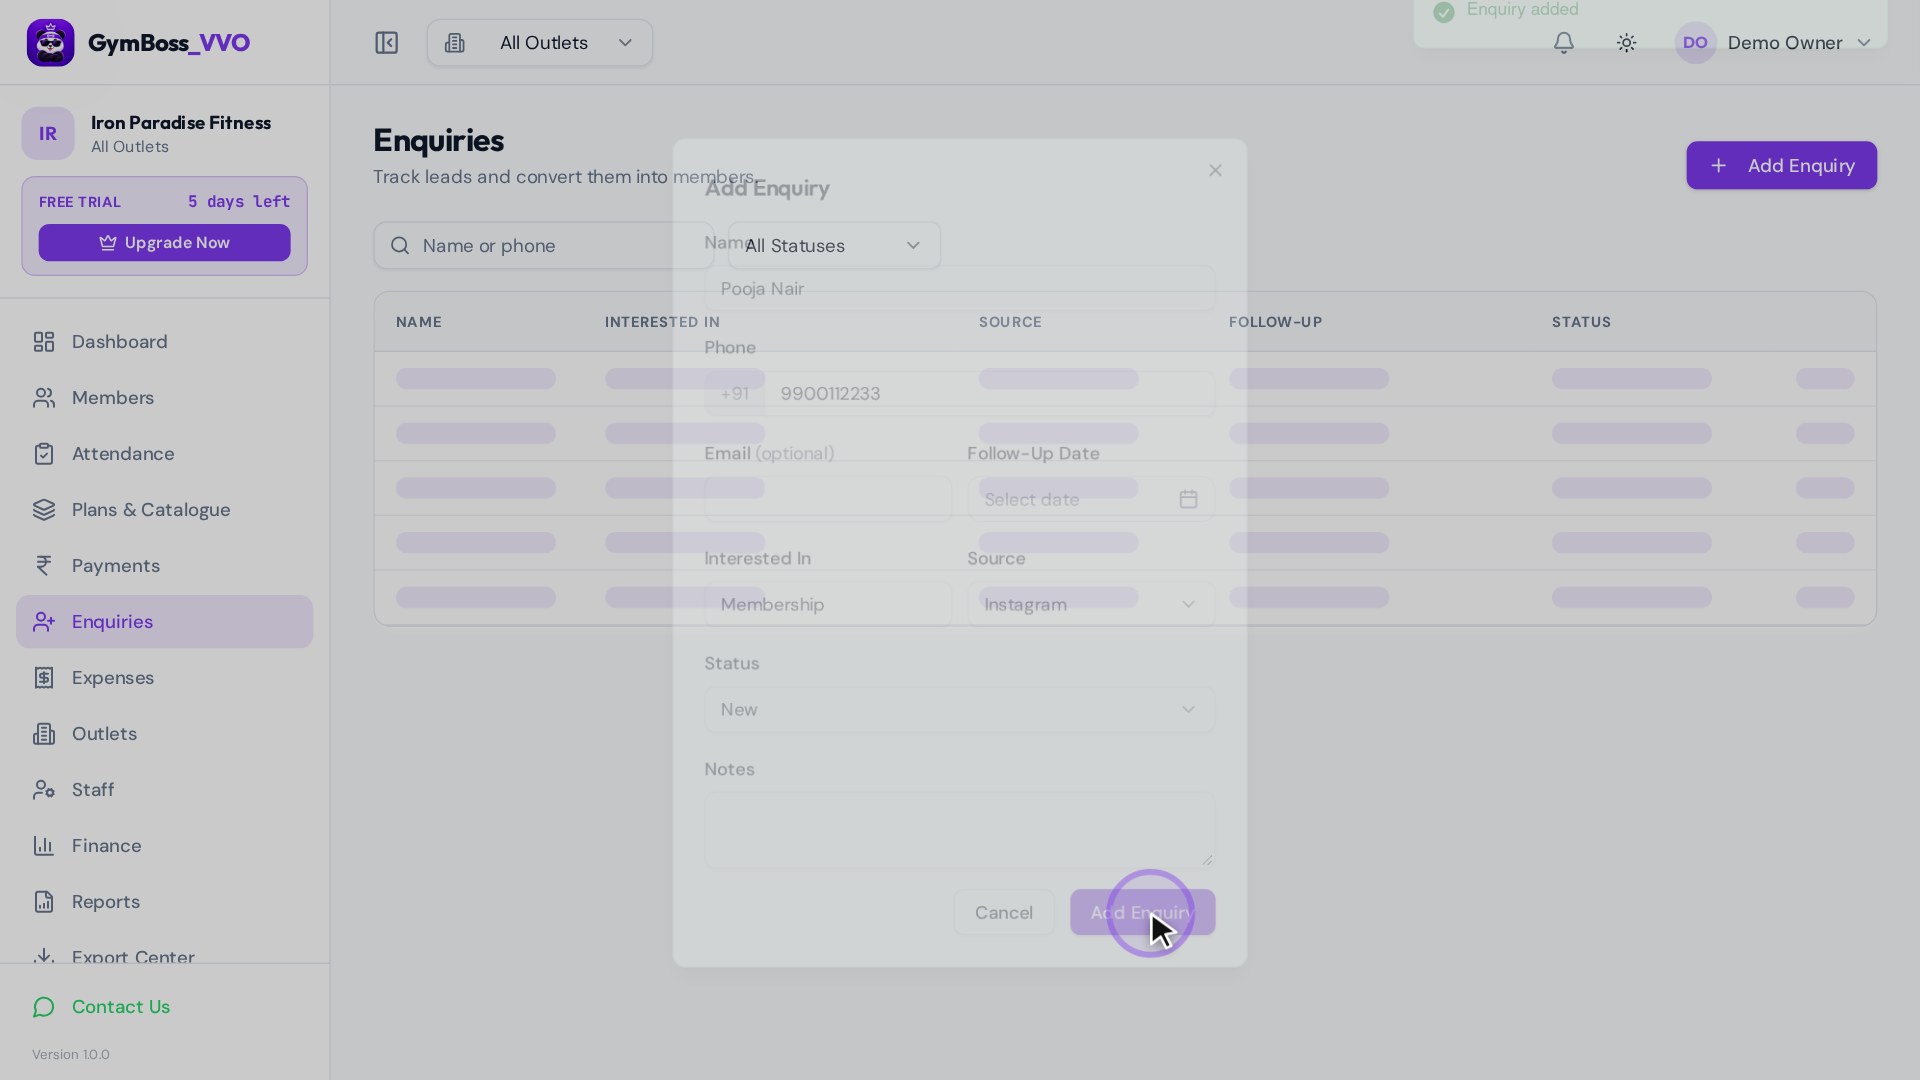 GymBoss_VVO
All Outlets
Enquiry added
DO
Demo Owner
IR
Iron Paradise Fitness
All Outlets
FREE TRIAL
5 days left
Upgrade Now
Dashboard
Members
Attendance
Plans & Catalogue
Payments
Enquiries
Expenses
Outlets
Staff
Finance
Reports
Export Center
Contact Us
Version 1.0.0
Enquiries
Track leads and convert them into members.
Add Enquiry
Name or phone
All Statuses
NAME
INTERESTED IN
SOURCE
FOLLOW-UP
STATUS
Add Enquiry
Name
Pooja Nair
Phone
+91
9900112233
Email (optional)
Follow-Up Date
Select date
Interested In
Source
Membership
Instagram
Status
New
Notes
Cancel
Add Enquiry